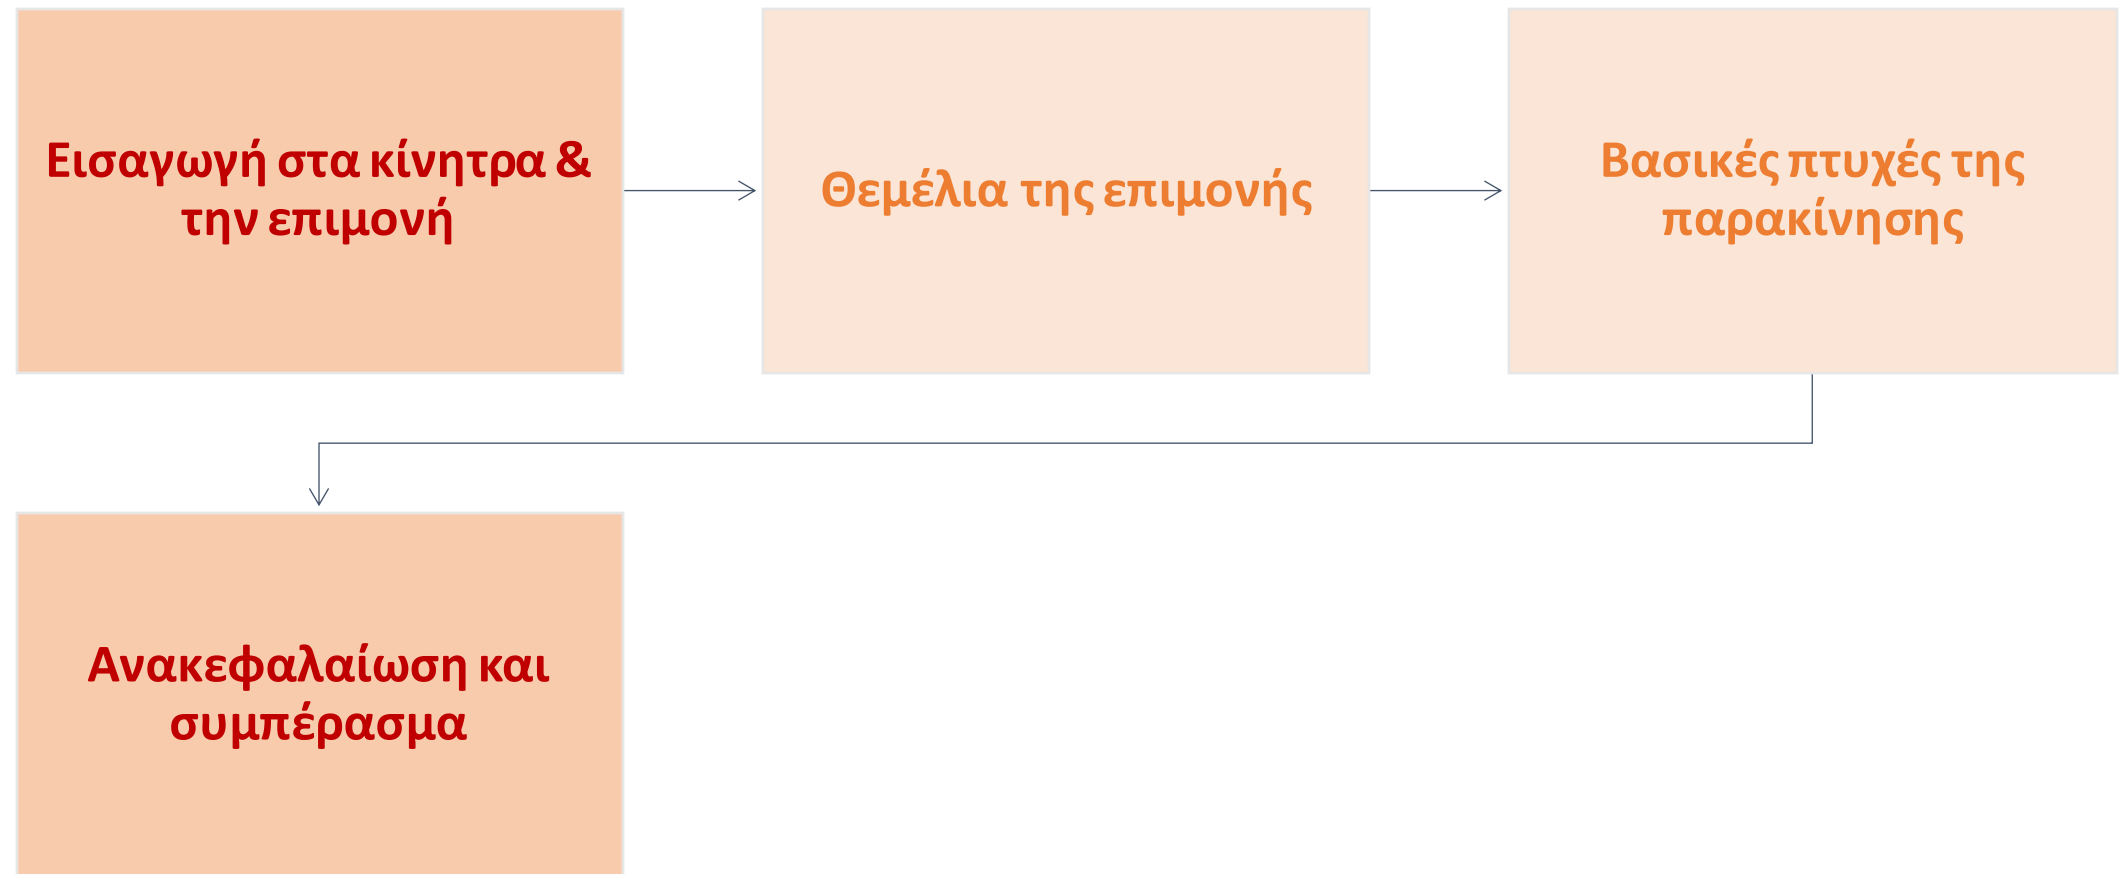 Εισαγωγή στα κίνητρα &
την επιμονή
Θεμέλια της επιμονής
Βασικές πτυχές της
παρακίνησης
Ανακεφαλαίωση και
συμπέρασμα